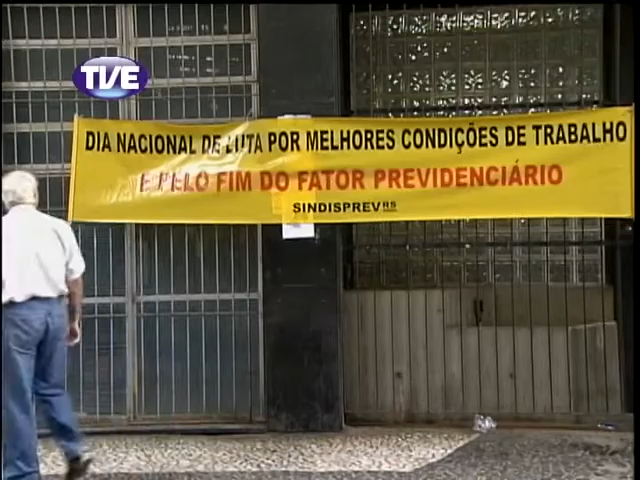 TVE
DIA NACIONAL DE LUTA POR MELHORES CONDIÇÕES DE TRABALHO
E PELO FIM DO FATOR PREVIDENCIÁRIO
SINDISPREV RS